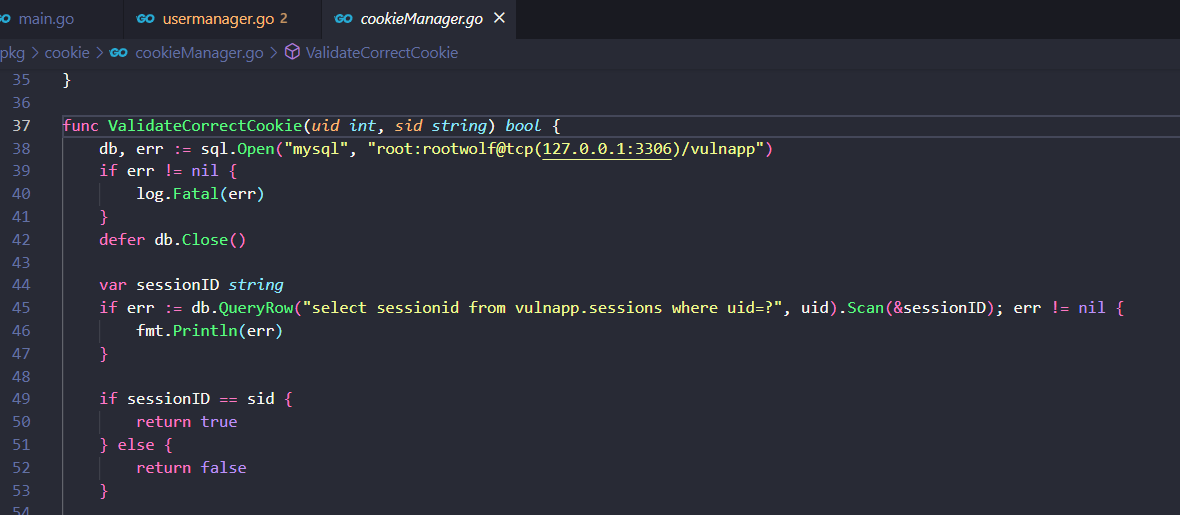 main.go usermanager.go 2 cookieManager.go
pkg > cookie > cookieManager.go > ValidateCorrectCookie
35 }
36
37 func ValidateCorrectCookie(uid int, sid string) bool {
38 db, err := sql.Open("mysql", "root:rootwolf@tcp(127.0.0.1:3306)/vulnapp")
39 if err != nil {
40 log.Fatal(err)
41 }
42 defer db.Close()
43
44 var sessionID string
45 if err := db.QueryRow("select sessionid from vulnapp.sessions where uid=?", uid).Scan(&sessionID); err != nil {
46 fmt.Println(err)
47 }
48
49 if sessionID == sid {
50 return true
51 } else {
52 return false
53 }
54